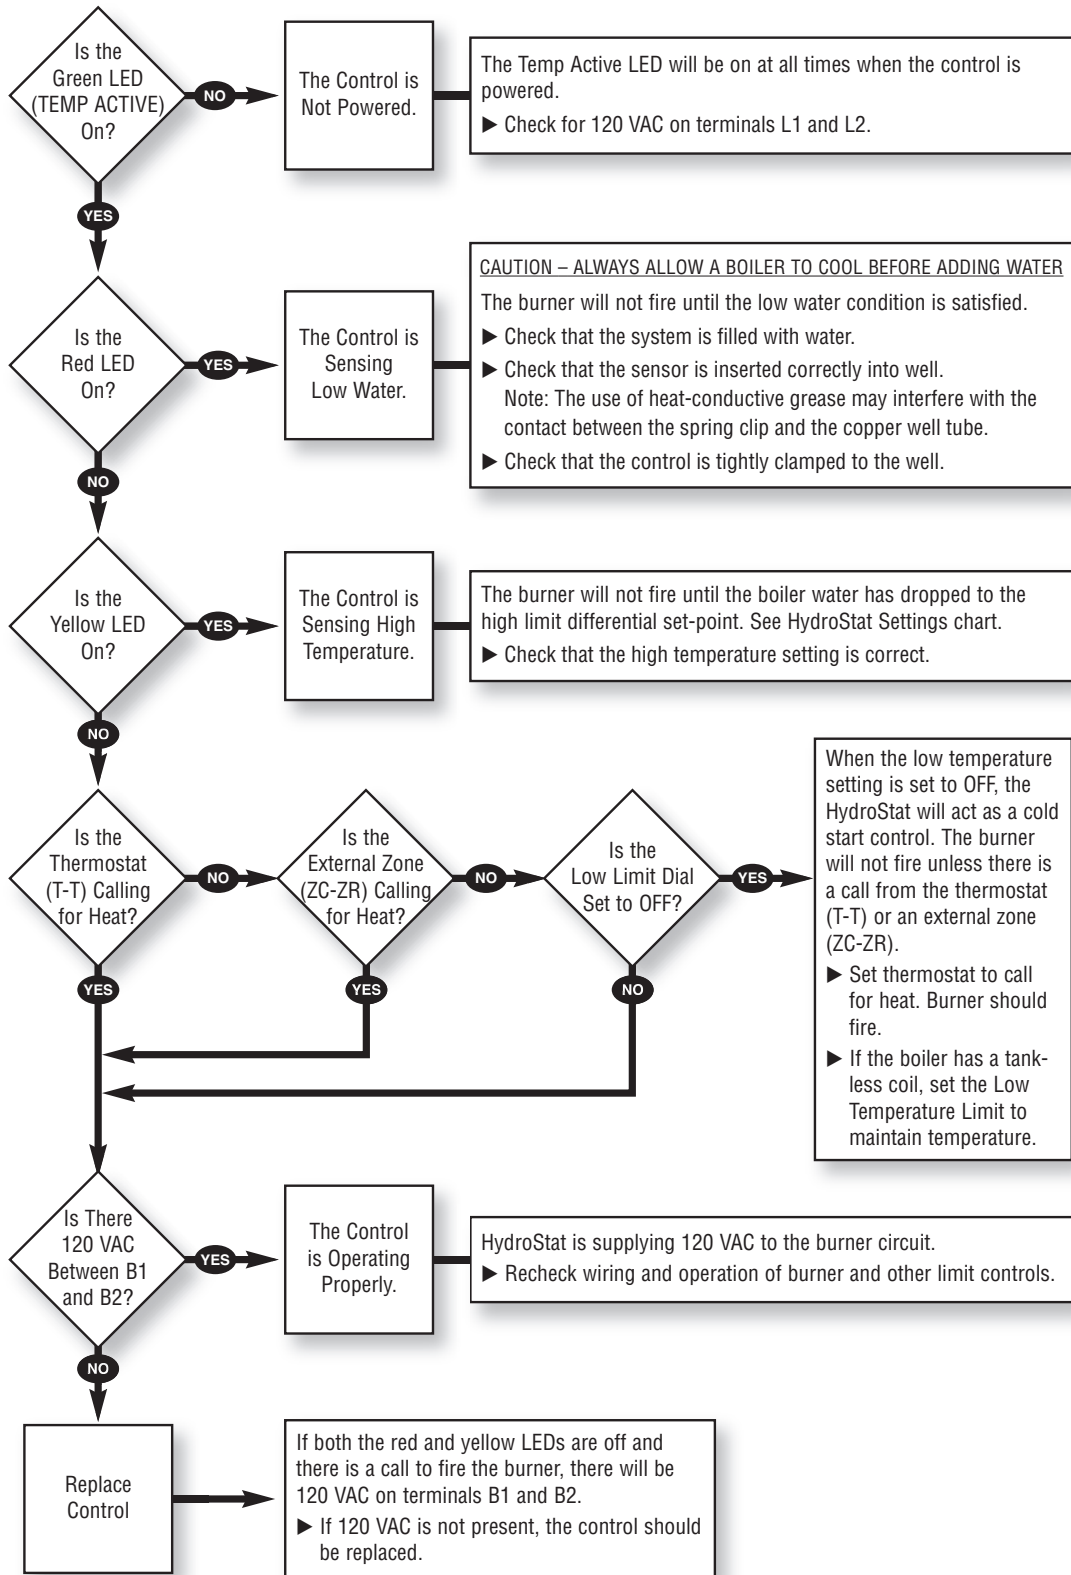 Is the
Green LED
(TEMP ACTIVE)
On?
NO
The Control is
Not Powered.
The Temp Active LED will be on at all times when the control is
powered.
▶ Check for 120 VAC on terminals L1 and L2.
YES
Is the
Red LED
On?
YES
The Control is
Sensing
Low Water.
CAUTION – ALWAYS ALLOW A BOILER TO COOL BEFORE ADDING WATER
The burner will not fire until the low water condition is satisfied.
▶ Check that the system is filled with water.
▶ Check that the sensor is inserted correctly into well.
Note: The use of heat-conductive grease may interfere with the
contact between the spring clip and the copper well tube.
▶ Check that the control is tightly clamped to the well.
NO
Is the
Yellow LED
On?
YES
The Control is
Sensing High
Temperature.
The burner will not fire until the boiler water has dropped to the
high limit differential set-point. See HydroStat Settings chart.
▶ Check that the high temperature setting is correct.
NO
Is the
Thermostat
(T-T) Calling
for Heat?
NO
Is the
External Zone
(ZC-ZR) Calling
for Heat?
NO
Is the
Low Limit Dial
Set to OFF?
YES
When the low temperature
setting is set to OFF, the
HydroStat will act as a cold
start control. The burner
will not fire unless there is
a call from the thermostat
(T-T) or an external zone
(ZC-ZR).
▶ Set thermostat to call
for heat. Burner should
fire.
▶ If the boiler has a tank-
less coil, set the Low
Temperature Limit to
maintain temperature.
YES
YES
NO
Is There
120 VAC
Between B1
and B2?
YES
The Control
is Operating
Properly.
HydroStat is supplying 120 VAC to the burner circuit.
▶ Recheck wiring and operation of burner and other limit controls.
NO
Replace
Control
If both the red and yellow LEDs are off and
there is a call to fire the burner, there will be
120 VAC on terminals B1 and B2.
▶ If 120 VAC is not present, the control should
be replaced.